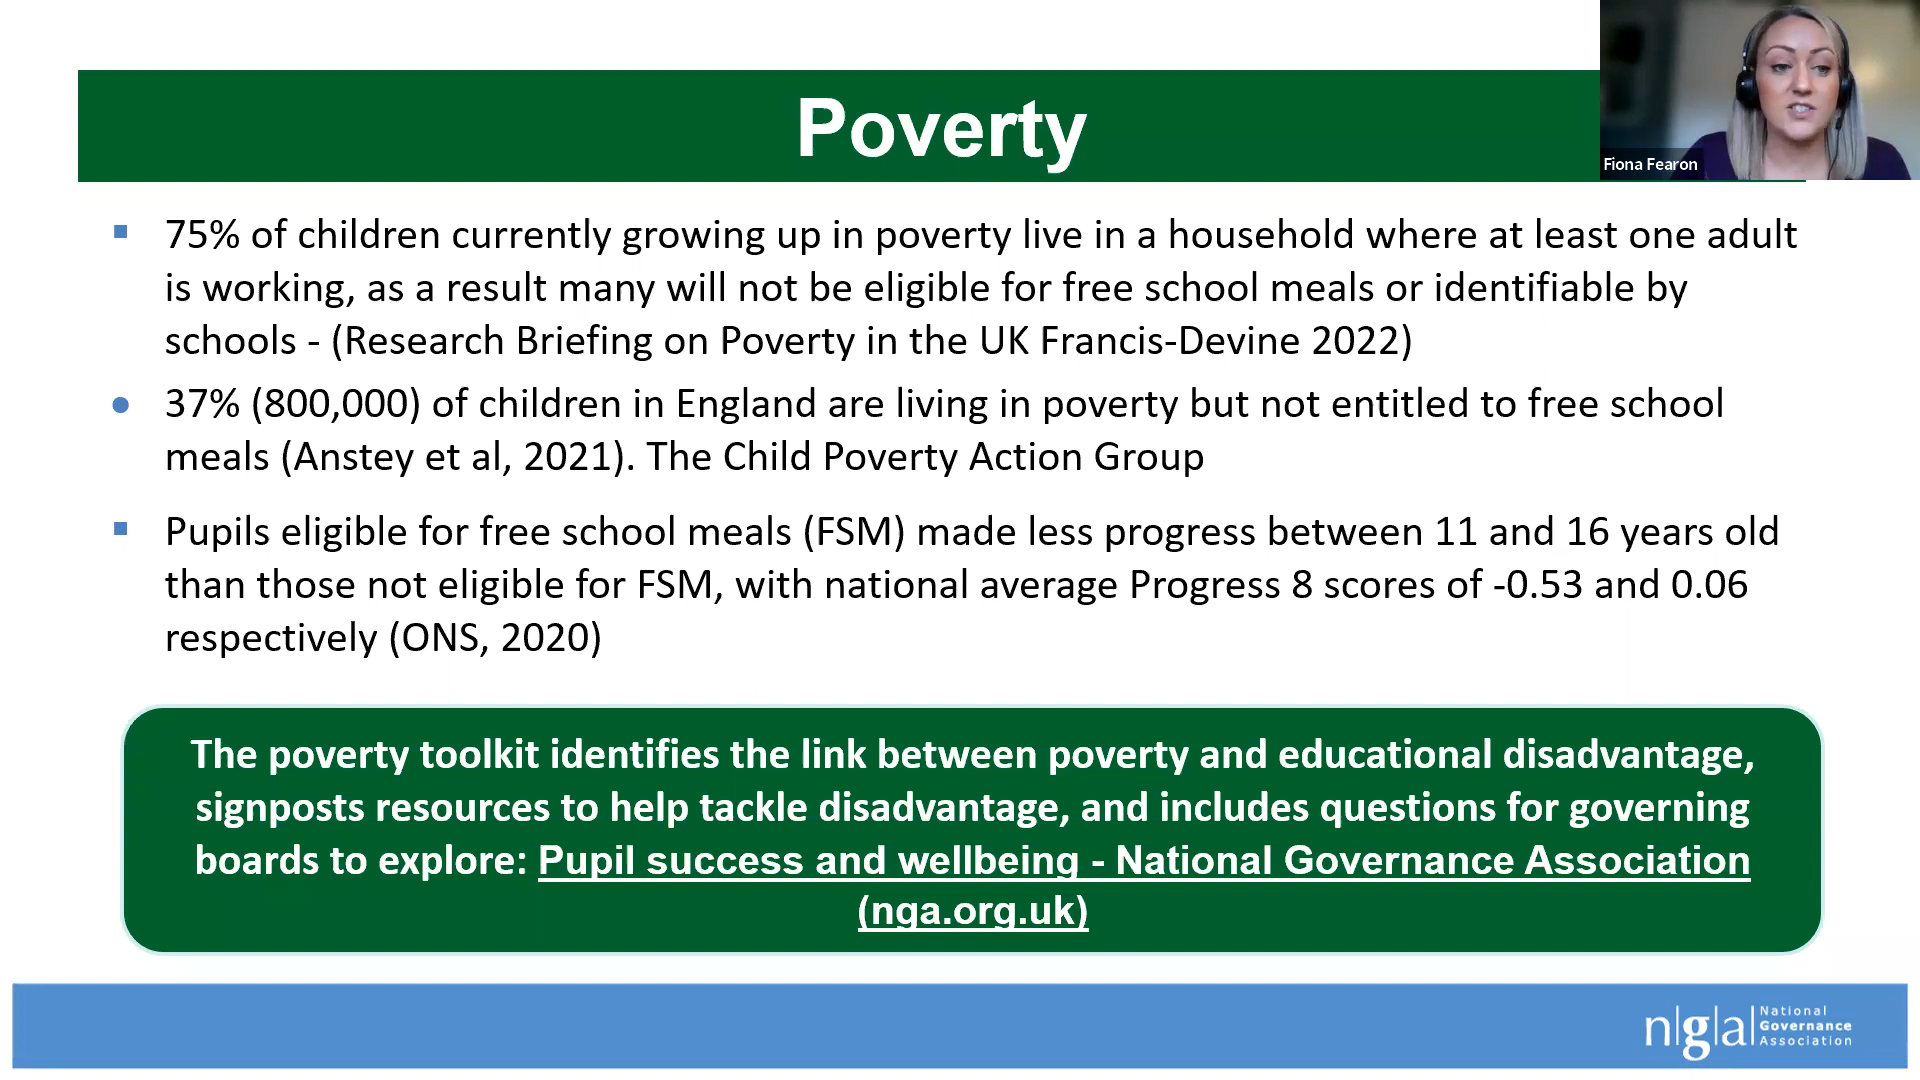 Poverty
Fiona Fearon
75% of children currently growing up in poverty live in a household where at least one adult
is working, as a result many will not be eligible for free school meals or identifiable by
schools - (Research Briefing on Poverty in the UK Francis-Devine 2022)
37% (800,000) of children in England are living in poverty but not entitled to free school
meals (Anstey et al, 2021). The Child Poverty Action Group
Pupils eligible for free school meals (FSM) made less progress between 11 and 16 years old
than those not eligible for FSM, with national average Progress 8 scores of -0.53 and 0.06
respectively (ONS, 2020)
The poverty toolkit identifies the link between poverty and educational disadvantage,
signposts resources to help tackle disadvantage, and includes questions for governing
boards to explore: Pupil success and wellbeing - National Governance Association
(nga.org.uk)
n|g|a|
National
Governance
Association